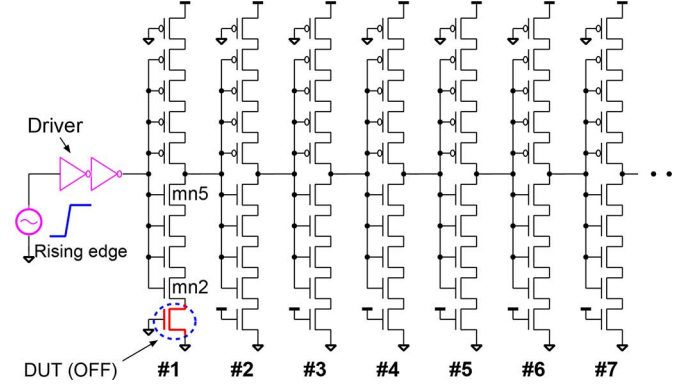 Driver
mn5
Rising edge
mn2
DUT (OFF)
#1 #2 #3 #4 #5 #6 #7